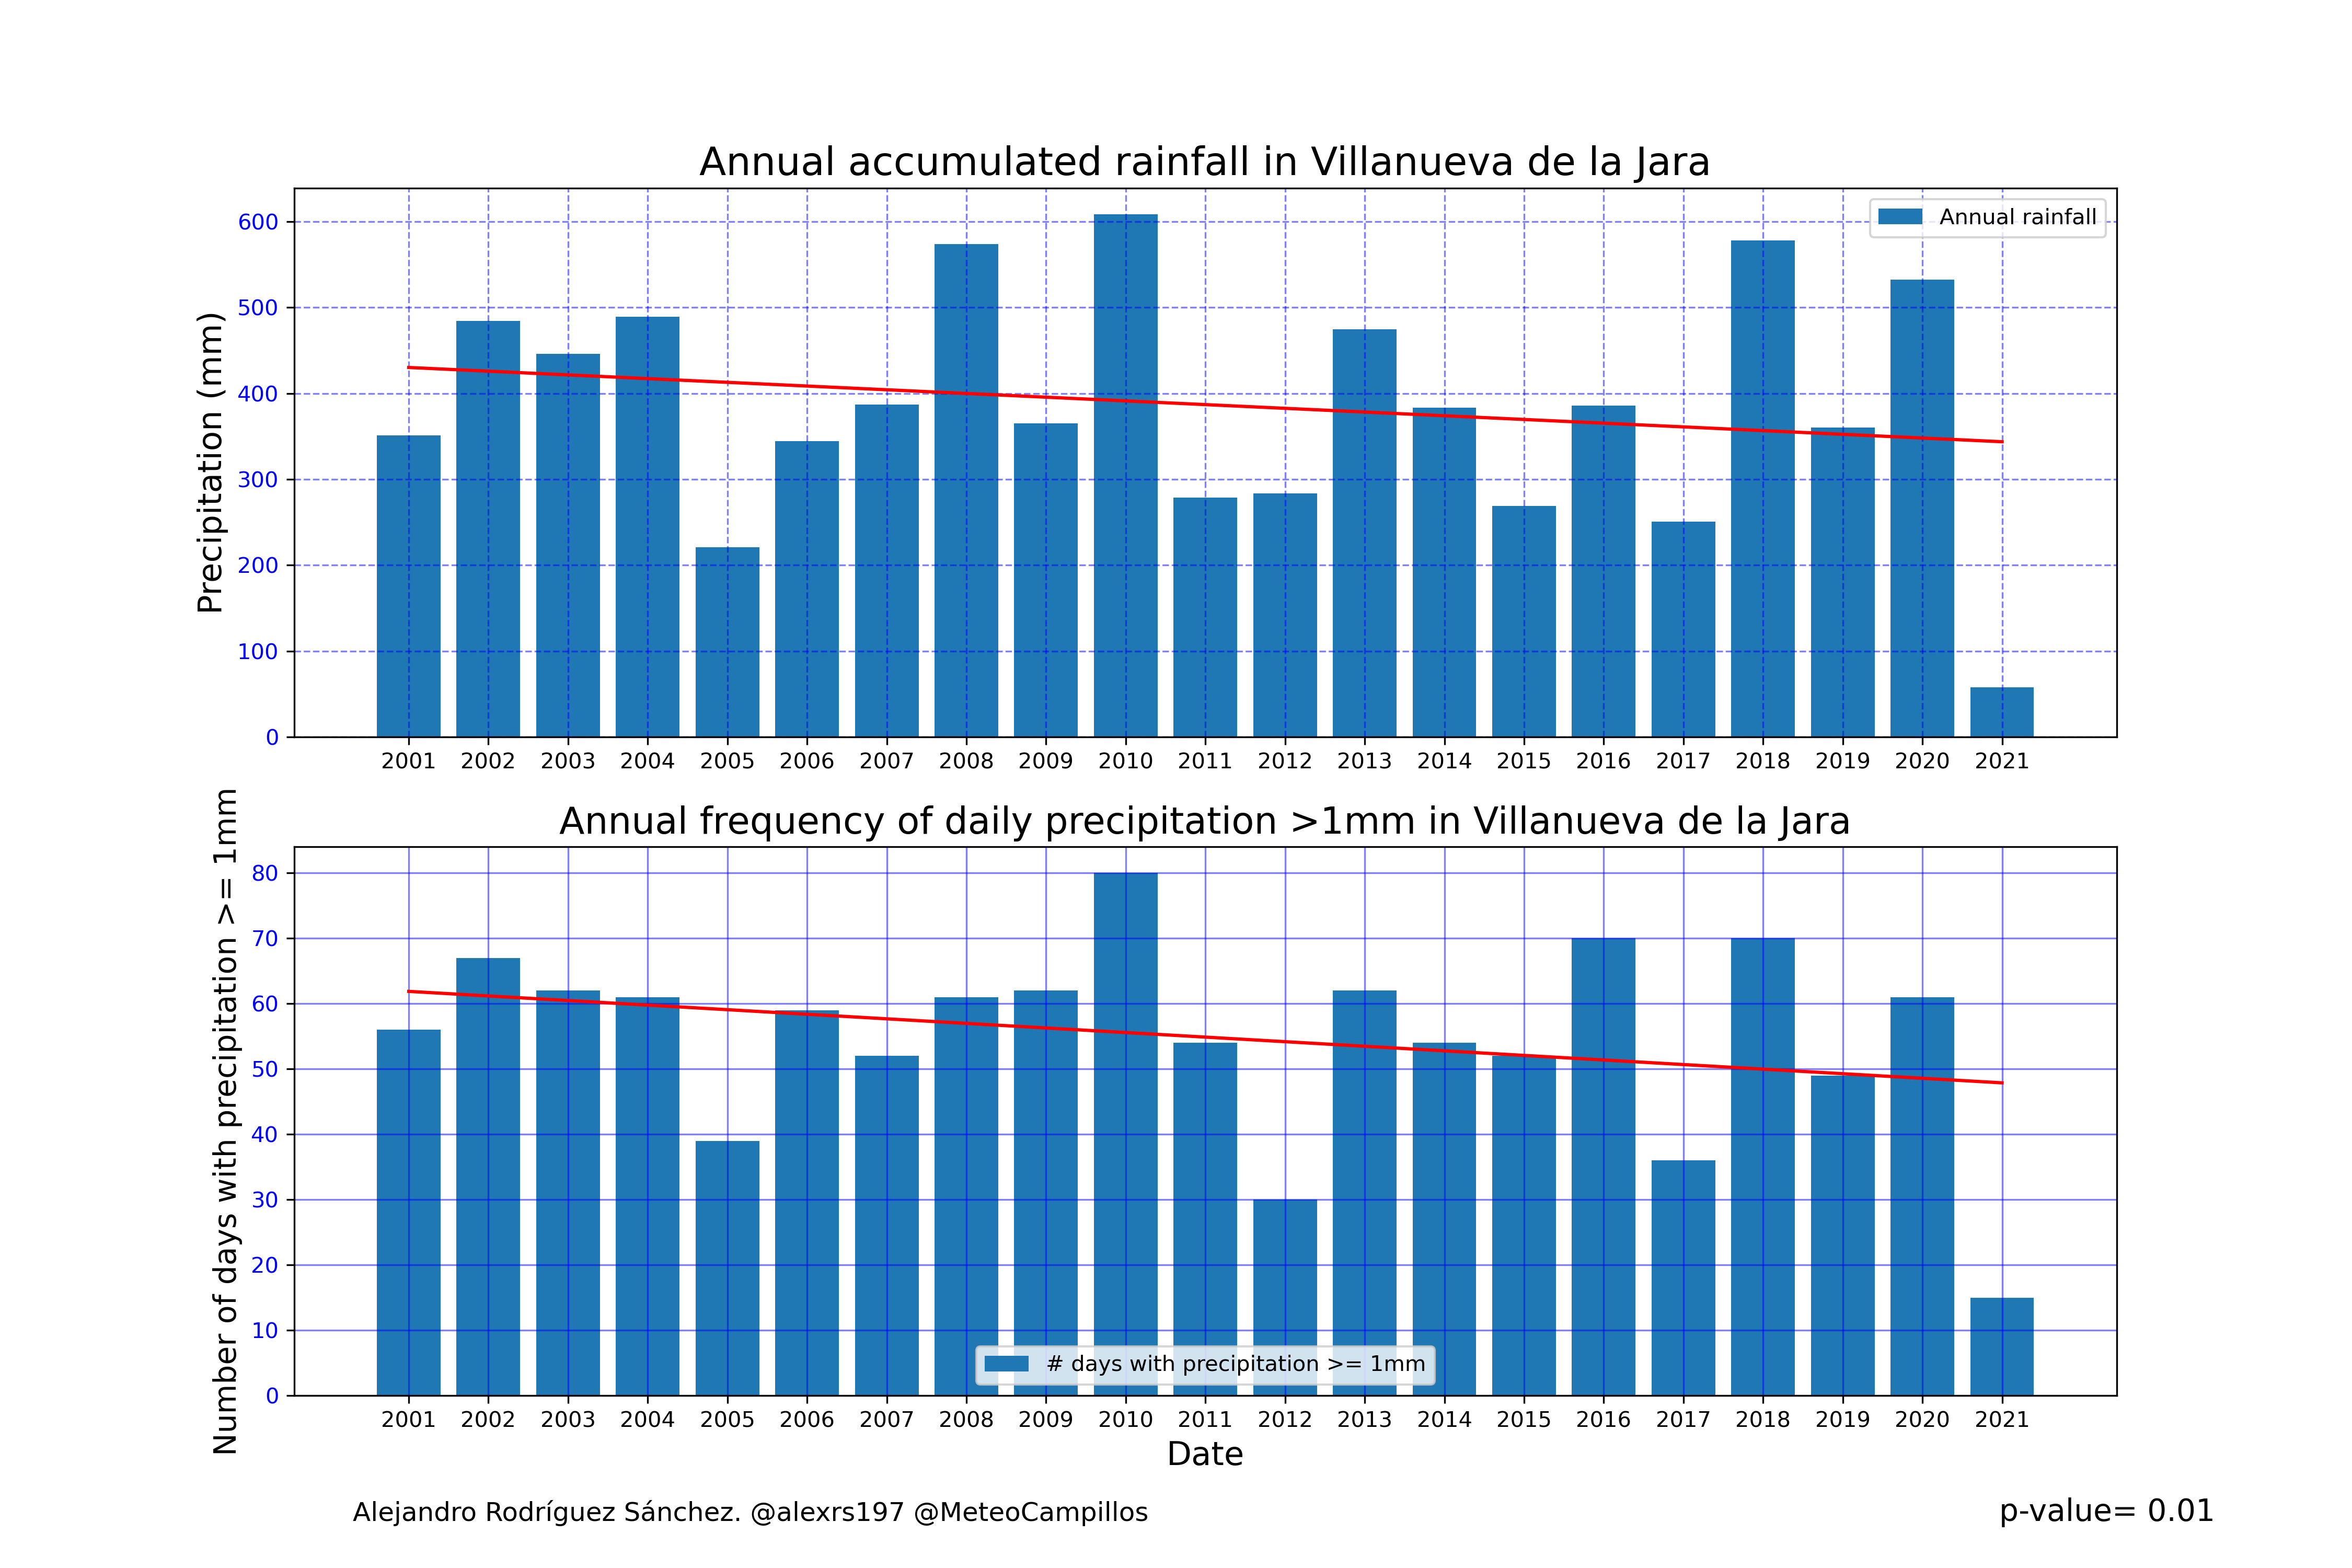 Annual accumulated rainfall in Villanueva de la Jara
Precipitation (mm)
600
500
400
300
200
100
0
Annual rainfall
2001 2002 2003 2004 2005 2006 2007 2008 2009 2010 2011 2012 2013 2014 2015 2016 2017 2018 2019 2020 2021
Annual frequency of daily precipitation >1mm in Villanueva de la Jara
Number of days with precipitation >= 1mm
80
70
60
50
40
30
20
10
0
# days with precipitation >= 1mm
2001 2002 2003 2004 2005 2006 2007 2008 2009 2010 2011 2012 2013 2014 2015 2016 2017 2018 2019 2020 2021
Date
Alejandro Rodríguez Sánchez. @alexrs197 @MeteoCampillos
p-value= 0.01